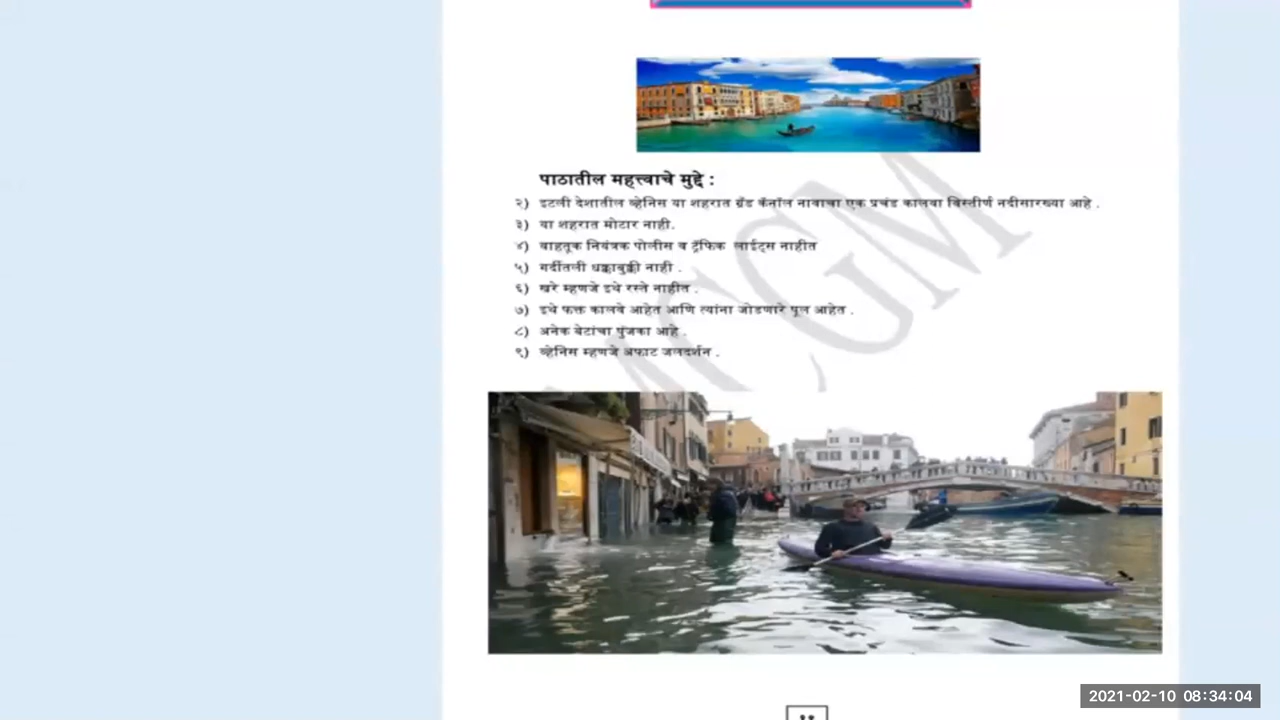 पाठातील महत्त्वाचे मुद्दे :
२) इटली देशातील व्हेनिस या शहरात ग्रँड कॅनॉल नावाचा एक प्रचंड कालवा विस्तीर्ण नदीसारख्या आहे .
३) या शहरात मोटार नाही.
४) वाहतूक नियंत्रक पोलीस व ट्रॅफिक लाईट्स नाहीत
५) गर्दीतली धक्काबुक्की नाही .
६) खरे म्हणजे इथे रस्ते नाहीत .
७) इथे फक्त कालवे आहेत आणि त्यांना जोडणारे पूल आहेत .
८) अनेक बेटांचा पुंजका आहे .
९) व्हेनिस म्हणजे अफाट जलदर्शन .
MCGM
2021-02-10 08:34:04